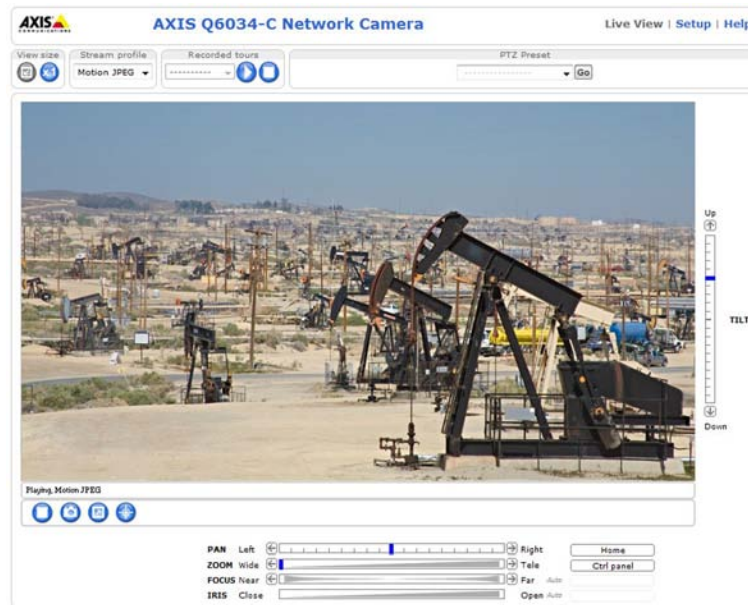 AXIS
COMMUNICATIONS
AXIS Q6034-C Network Camera
Live View | Setup | Help
View size
Stream profile
Recorded tours
PTZ Preset
Motion JPEG
----------
---------------
Go
Up
TILT
Down
Playing, Motion JPEG
PAN Left Right Home
ZOOM Wide Tele Ctrl panel
FOCUS Near Far Auto
IRIS Close Open Auto